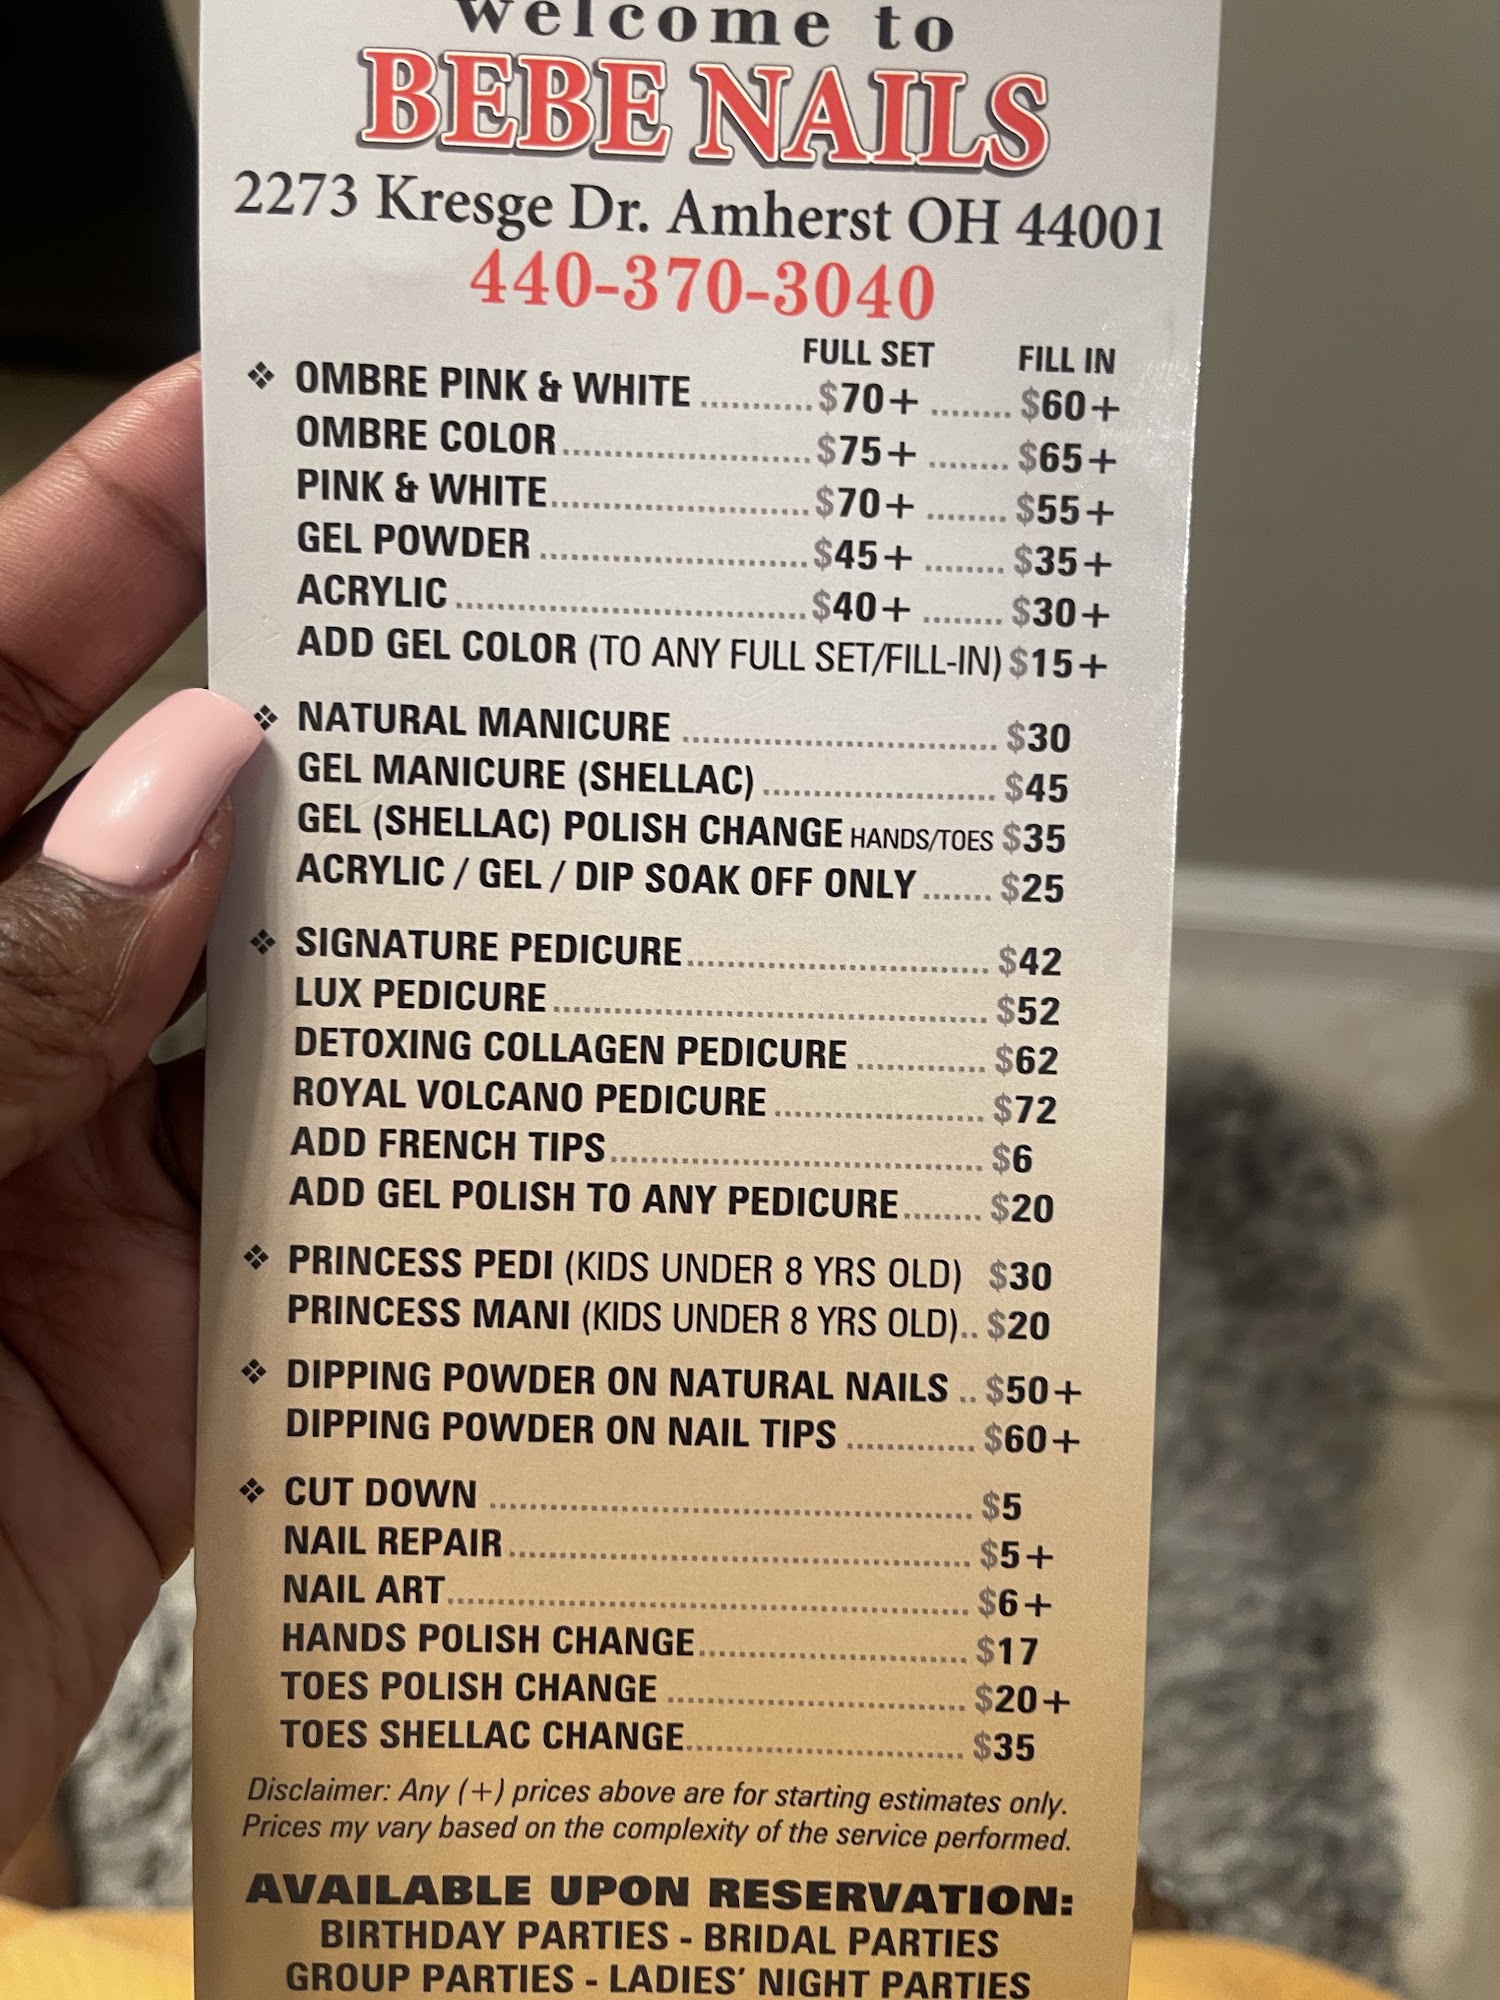 welcome to
BEBE NAILS
2273 Kresge Dr. Amherst OH 44001
440-370-3040
FULL SET FILL IN
❖ OMBRE PINK & WHITE ........... $70+ ........ $60+
OMBRE COLOR ........................ $75+ ........ $65+
PINK & WHITE ......................... $70+ ........ $55+
GEL POWDER .......................... $45+ ........ $35+
ACRYLIC .................................. $40+ ........ $30+
ADD GEL COLOR (TO ANY FULL SET/FILL-IN) $15+
❖ NATURAL MANICURE ............................... $30
GEL MANICURE (SHELLAC) ....................... $45
GEL (SHELLAC) POLISH CHANGE HANDS/TOES $35
ACRYLIC / GEL / DIP SOAK OFF ONLY ....... $25
❖ SIGNATURE PEDICURE ............................. $42
LUX PEDICURE .......................................... $52
DETOXING COLLAGEN PEDICURE ............. $62
ROYAL VOLCANO PEDICURE ..................... $72
ADD FRENCH TIPS .................................... $6
ADD GEL POLISH TO ANY PEDICURE ........ $20
❖ PRINCESS PEDI (KIDS UNDER 8 YRS OLD) $30
PRINCESS MANI (KIDS UNDER 8 YRS OLD).. $20
❖ DIPPING POWDER ON NATURAL NAILS .. $50+
DIPPING POWDER ON NAIL TIPS ............. $60+
❖ CUT DOWN ............................................... $5
NAIL REPAIR ............................................. $5+
NAIL ART ................................................... $6+
HANDS POLISH CHANGE .......................... $17
TOES POLISH CHANGE ............................. $20+
TOES SHELLAC CHANGE ........................... $35
Disclaimer: Any (+) prices above are for starting estimates only.
Prices my vary based on the complexity of the service performed.
AVAILABLE UPON RESERVATION:
BIRTHDAY PARTIES - BRIDAL PARTIES
GROUP PARTIES - LADIES' NIGHT PARTIES